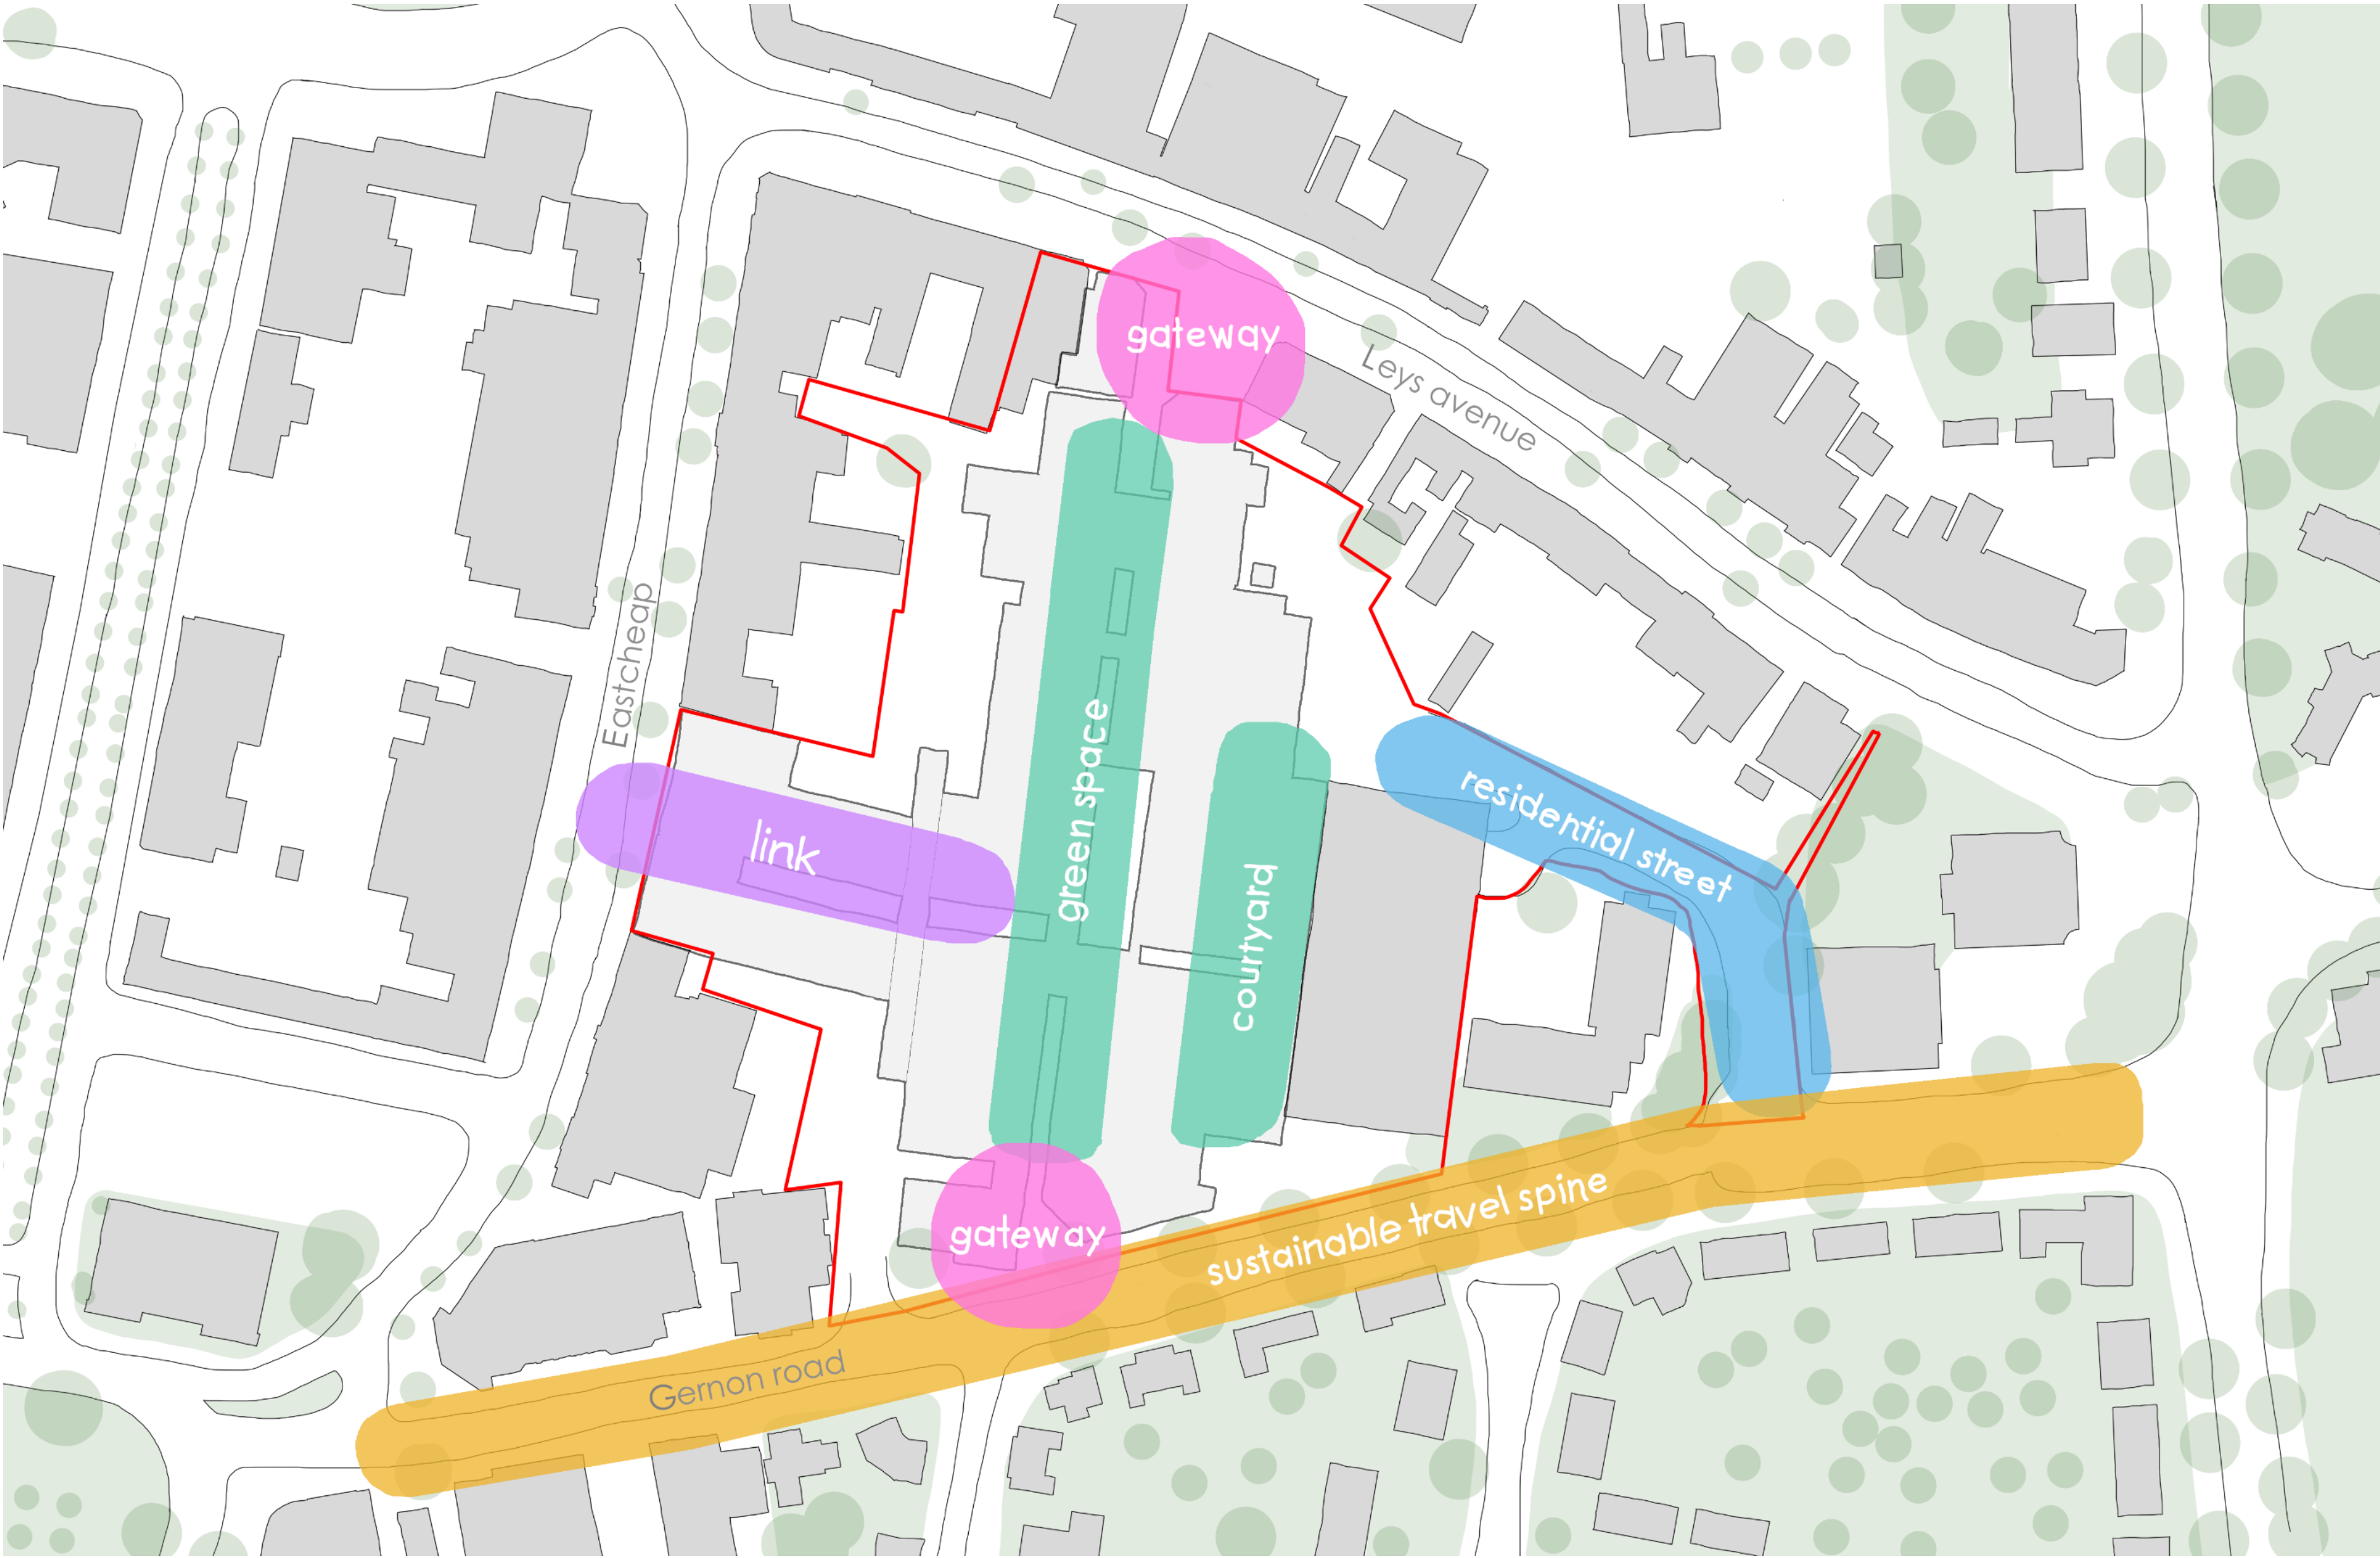 gateway
Leys avenue
Eastcheap
green space
residential street
link
courtyard
gateway
sustainable travel spine
Gernon road